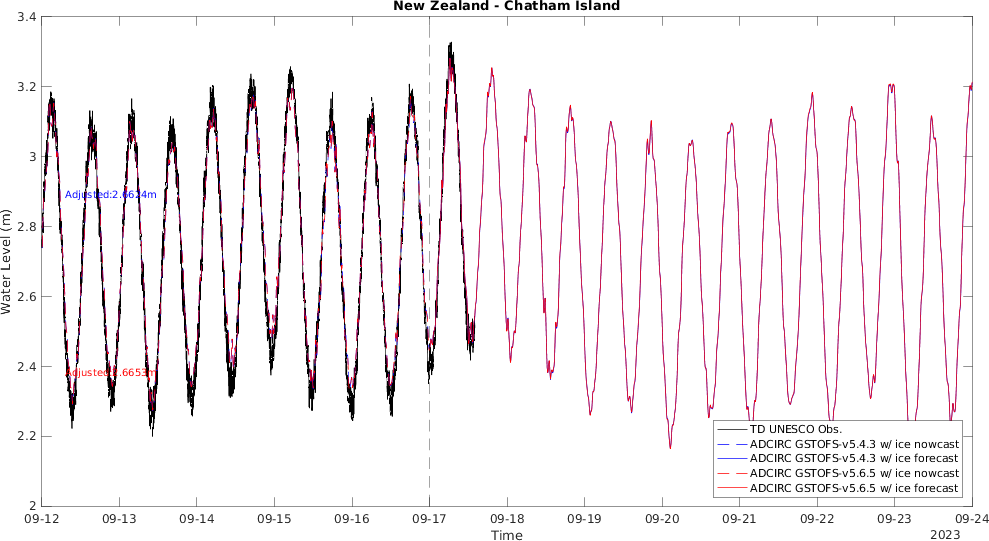 New Zealand - Chatham Island
3.4
3.2
3
2.8
2.6
2.4
2.2
2
Water Level (m)
Adjusted:2.6624m
Adjusted:2.6653m
TD UNESCO Obs.
ADCIRC GSTOFS-v5.4.3 w/ ice nowcast
ADCIRC GSTOFS-v5.4.3 w/ ice forecast
ADCIRC GSTOFS-v5.6.5 w/ ice nowcast
ADCIRC GSTOFS-v5.6.5 w/ ice forecast
09-12 09-13 09-14 09-15 09-16 09-17 09-18 09-19 09-20 09-21 09-22 09-23 09-24
Time
2023